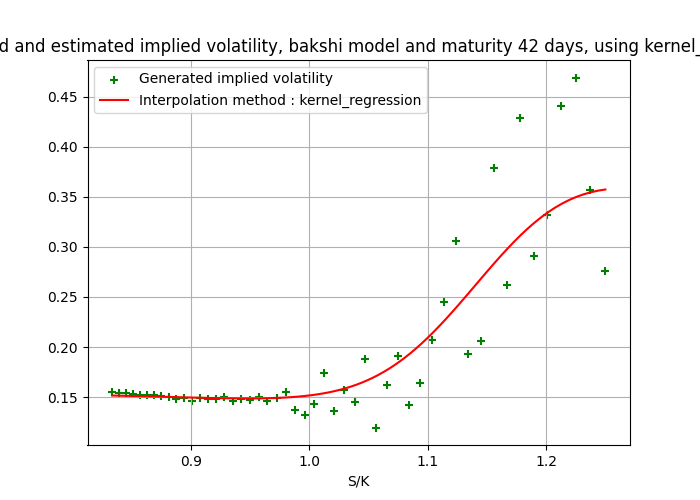 d and estimated implied volatility, bakshi model and maturity 42 days, using kernel_
Generated implied volatility
Interpolation method : kernel_regression
0.45
0.40
0.35
0.30
0.25
0.20
0.15
0.9 1.0 1.1 1.2
S/K